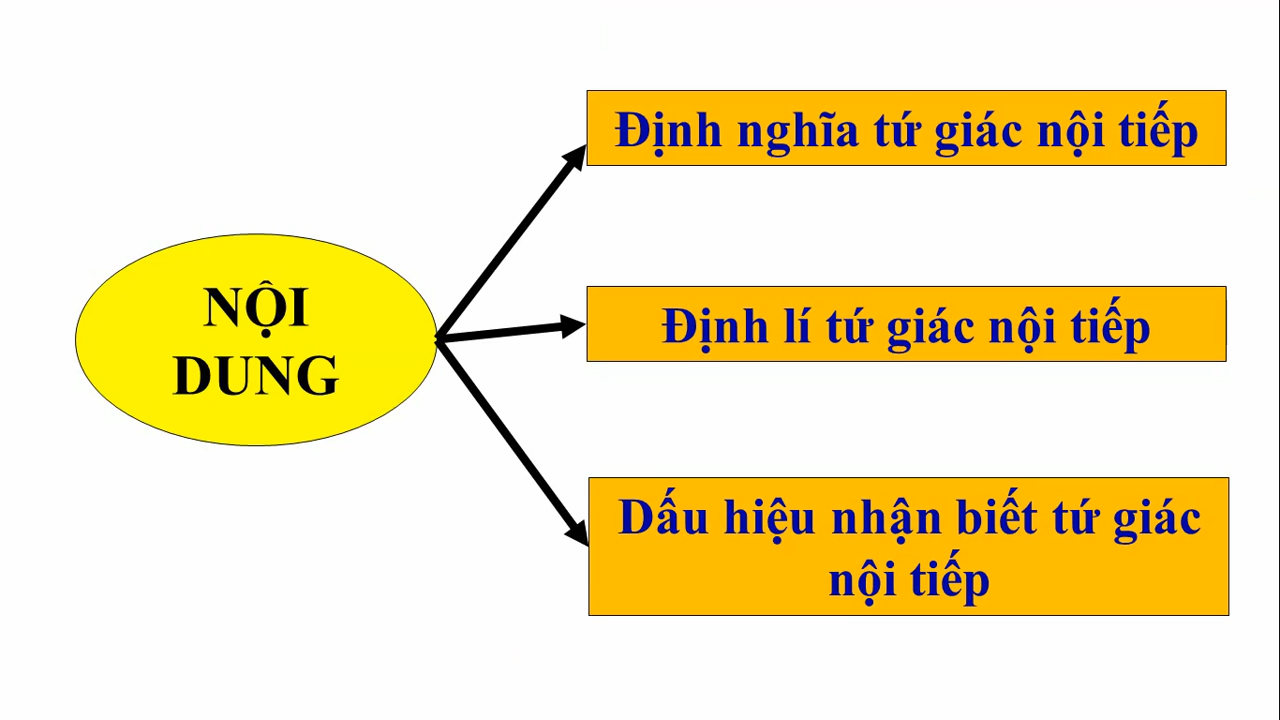 NỘI
DUNG
Định nghĩa tứ giác nội tiếp
Định lí tứ giác nội tiếp
Dấu hiệu nhận biết tứ giác
nội tiếp